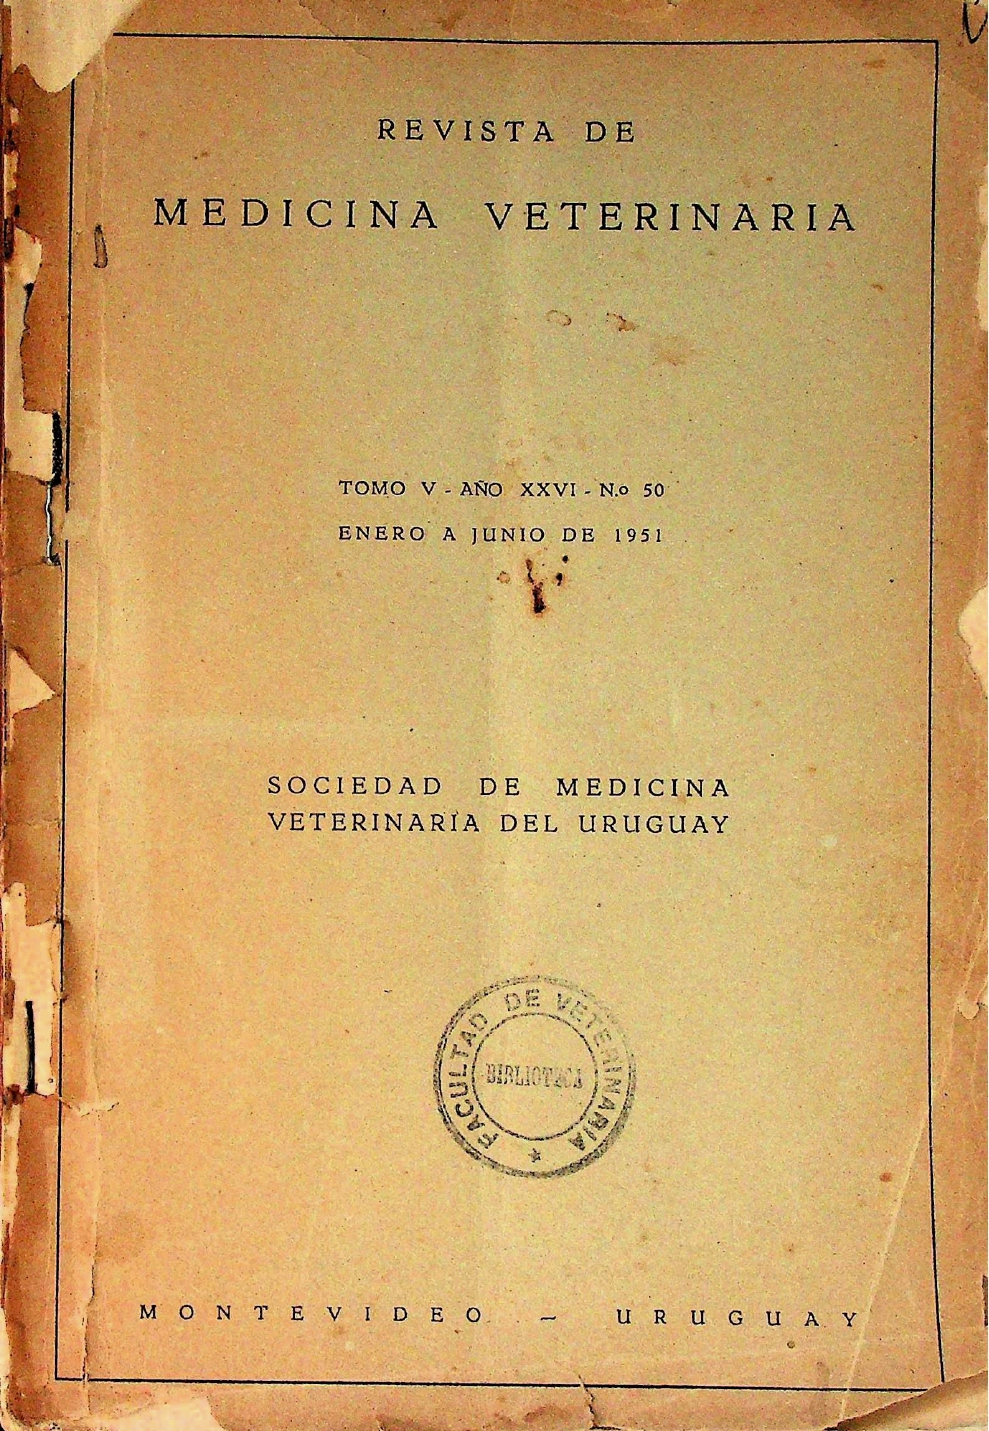 REVISTA DE
MEDICINA VETERINARIA
TOMO V - AÑO XXVI - N.º 50
ENERO A JUNIO DE 1951
SOCIEDAD DE MEDICINA
VETERINARIA DEL URUGUAY
FACULTAD DE VETERINARIA
BIBLIOTECA
MONTEVIDEO — URUGUAY